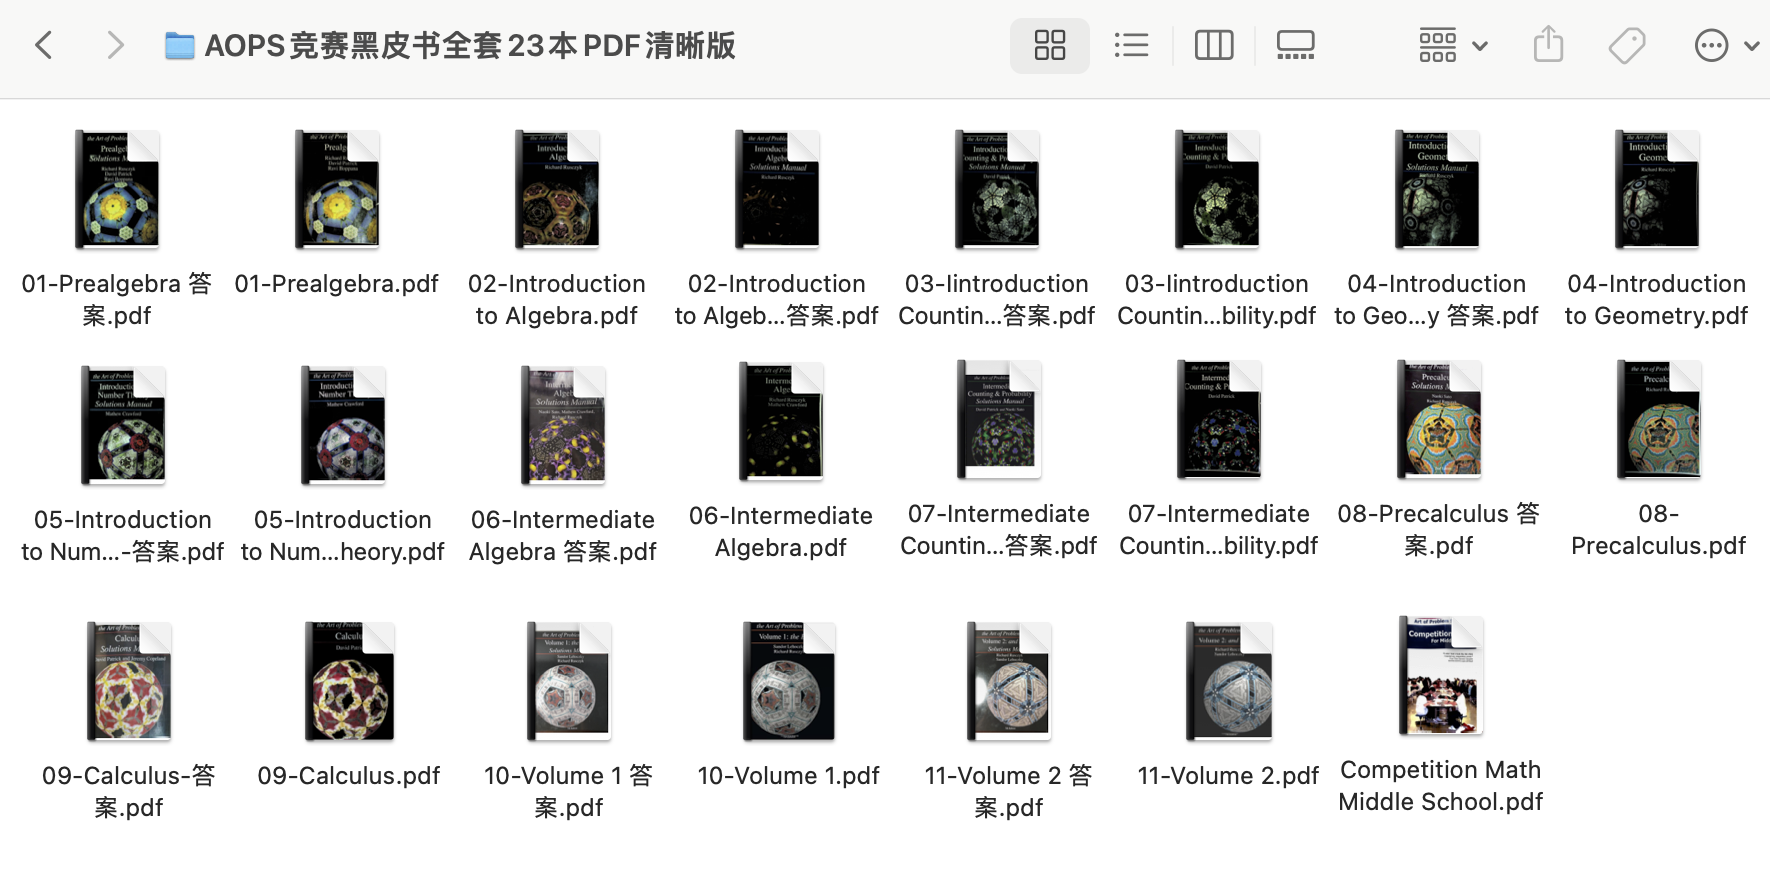 AOPS竞赛黑皮书全套23本PDF清晰版
01-Prealgebra 答
案.pdf
01-Prealgebra.pdf
02-Introduction
to Algebra.pdf
02-Introduction
to Algeb...答案.pdf
03-Iintroduction
Countin...答案.pdf
03-Iintroduction
Countin...bility.pdf
04-Introduction
to Geo...y 答案.pdf
04-Introduction
to Geometry.pdf
05-Introduction
to Num...-答案.pdf
05-Introduction
to Num...heory.pdf
06-Intermediate
Algebra 答案.pdf
06-Intermediate
Algebra.pdf
07-Intermediate
Countin...答案.pdf
07-Intermediate
Countin...bility.pdf
08-Precalculus 答
案.pdf
08-
Precalculus.pdf
09-Calculus-答
案.pdf
09-Calculus.pdf
10-Volume 1 答
案.pdf
10-Volume 1.pdf
11-Volume 2 答
案.pdf
11-Volume 2.pdf
Competition Math
Middle School.pdf